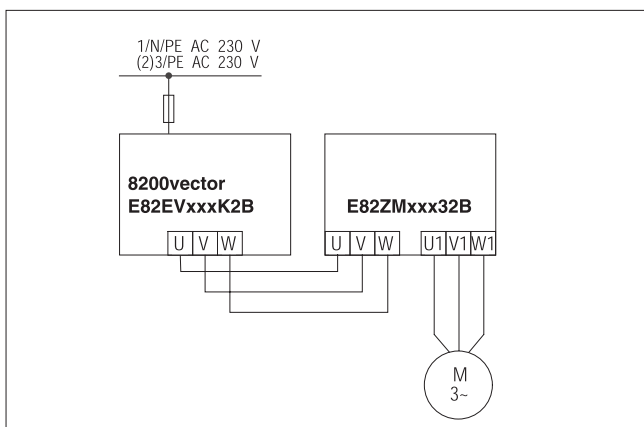 1/N/PE AC 230 V
(2)3/PE AC 230 V
8200vector
E82EVxxxK2B
E82ZMxxx32B
U V W
U V W U1 V1 W1
M
3~